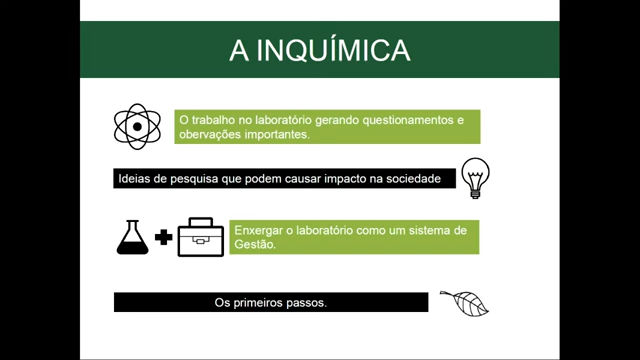 A INQUÍMICA
O trabalho no laboratório gerando questionamentos e
obervações importantes.
Ideias de pesquisa que podem causar impacto na sociedade
Enxergar o laboratório como um sistema de
Gestão.
Os primeiros passos.